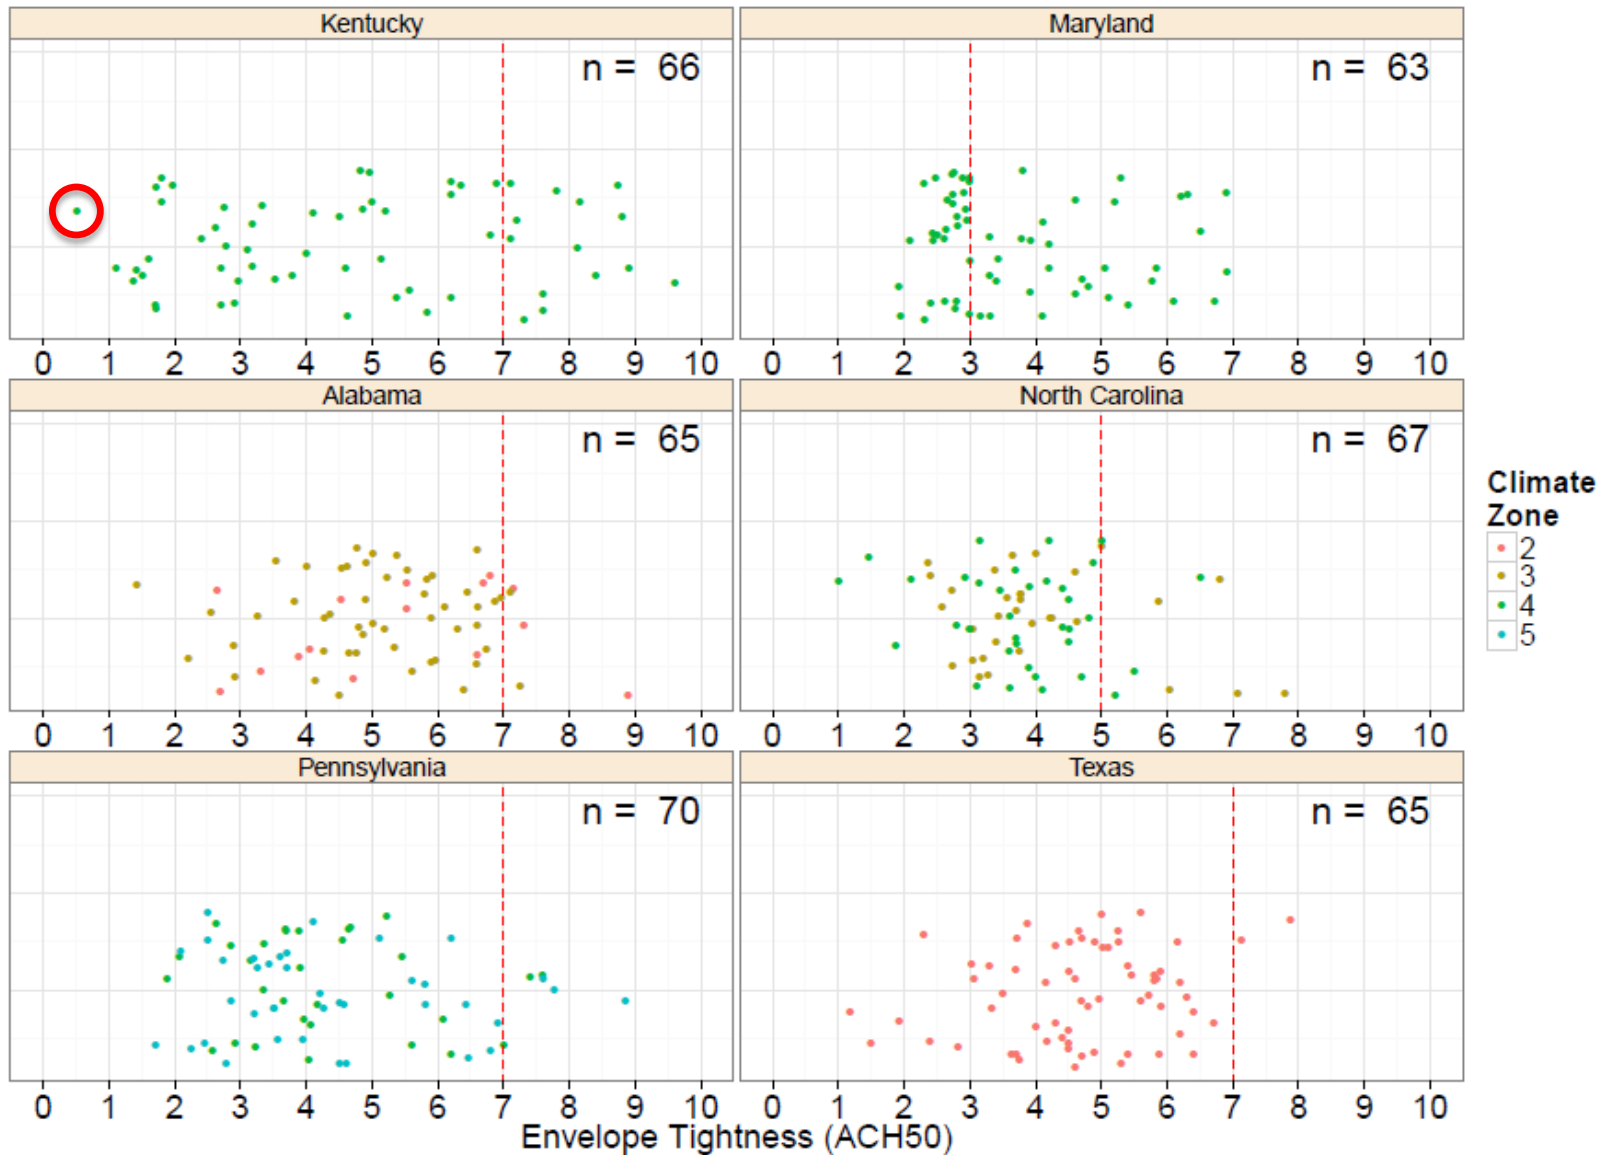 Kentucky
n = 66
0 1 2 3 4 5 6 7 8 9 10
Maryland
n = 63
0 1 2 3 4 5 6 7 8 9 10
Alabama
n = 65
0 1 2 3 4 5 6 7 8 9 10
North Carolina
n = 67
0 1 2 3 4 5 6 7 8 9 10
Pennsylvania
n = 70
0 1 2 3 4 5 6 7 8 9 10
Texas
n = 65
0 1 2 3 4 5 6 7 8 9 10
Envelope Tightness (ACH50)
Climate
Zone
2
3
4
5